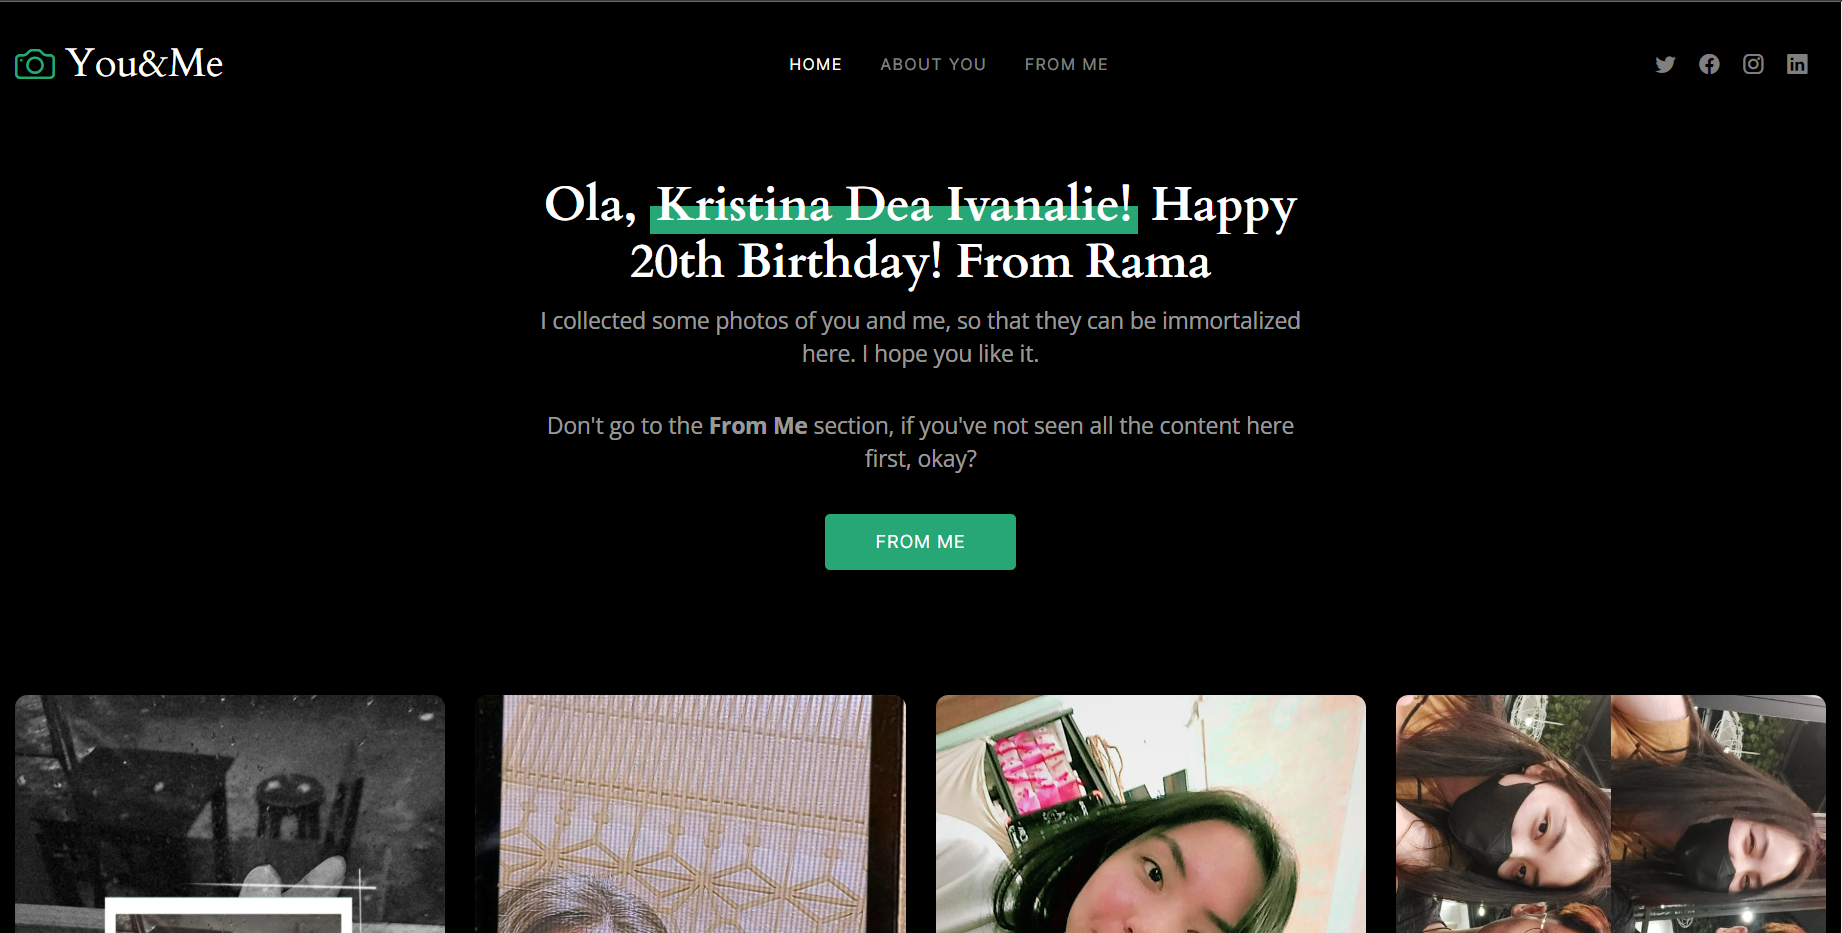 You&Me
HOME ABOUT YOU FROM ME
Ola, Kristina Dea Ivanalie! Happy
20th Birthday! From Rama
I collected some photos of you and me, so that they can be immortalized
here. I hope you like it.
Don't go to the From Me section, if you've not seen all the content here
first, okay?
FROM ME